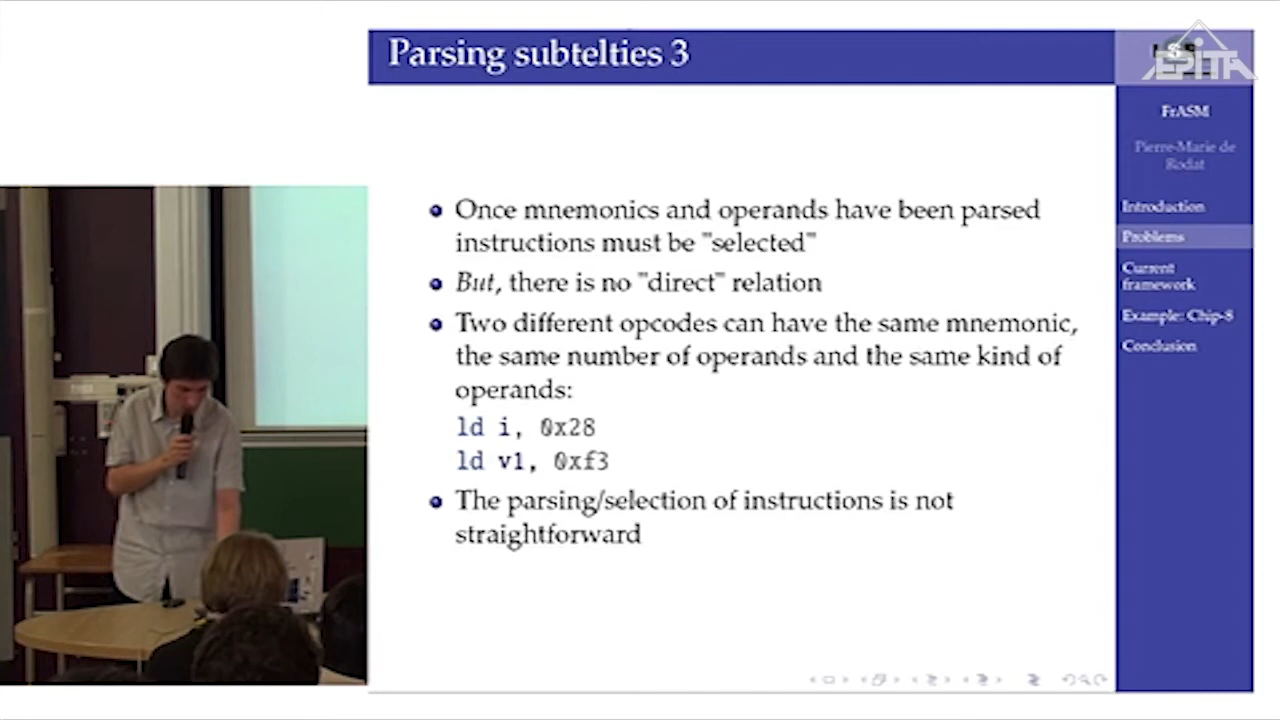 Parsing subtelties 3
EPITA
FrASM
Pierre-Marie de
Rodat
Introduction
Problems
Current
framework
Example: Chip-8
Conclusion
Once mnemonics and operands have been parsed
instructions must be "selected"
But, there is no "direct" relation
Two different opcodes can have the same mnemonic,
the same number of operands and the same kind of
operands:
ld i, 0x28
ld v1, 0xf3
The parsing/selection of instructions is not
straightforward